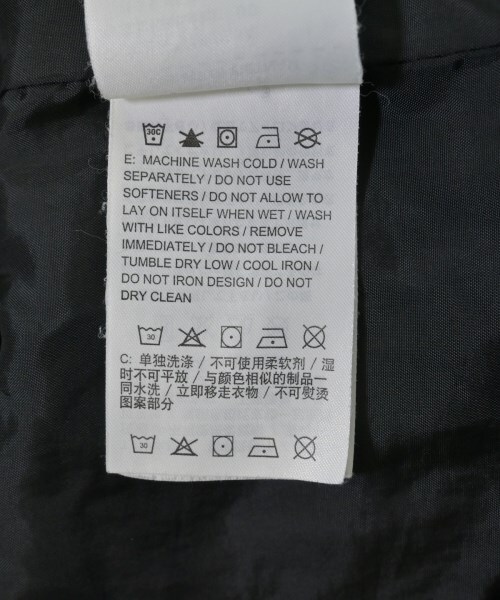 30C
E: MACHINE WASH COLD / WASH
SEPARATELY / DO NOT USE
SOFTENERS / DO NOT ALLOW TO
LAY ON ITSELF WHEN WET / WASH
WITH LIKE COLORS / REMOVE
IMMEDIATELY / DO NOT BLEACH /
TUMBLE DRY LOW / COOL IRON /
DO NOT IRON DESIGN / DO NOT
DRY CLEAN
30
C: 单独洗涤 / 不可使用柔软剂 / 湿
时不可平放 / 与颜色相似的制品一
同水洗 / 立即移走衣物 / 不可熨烫
图案部分
30